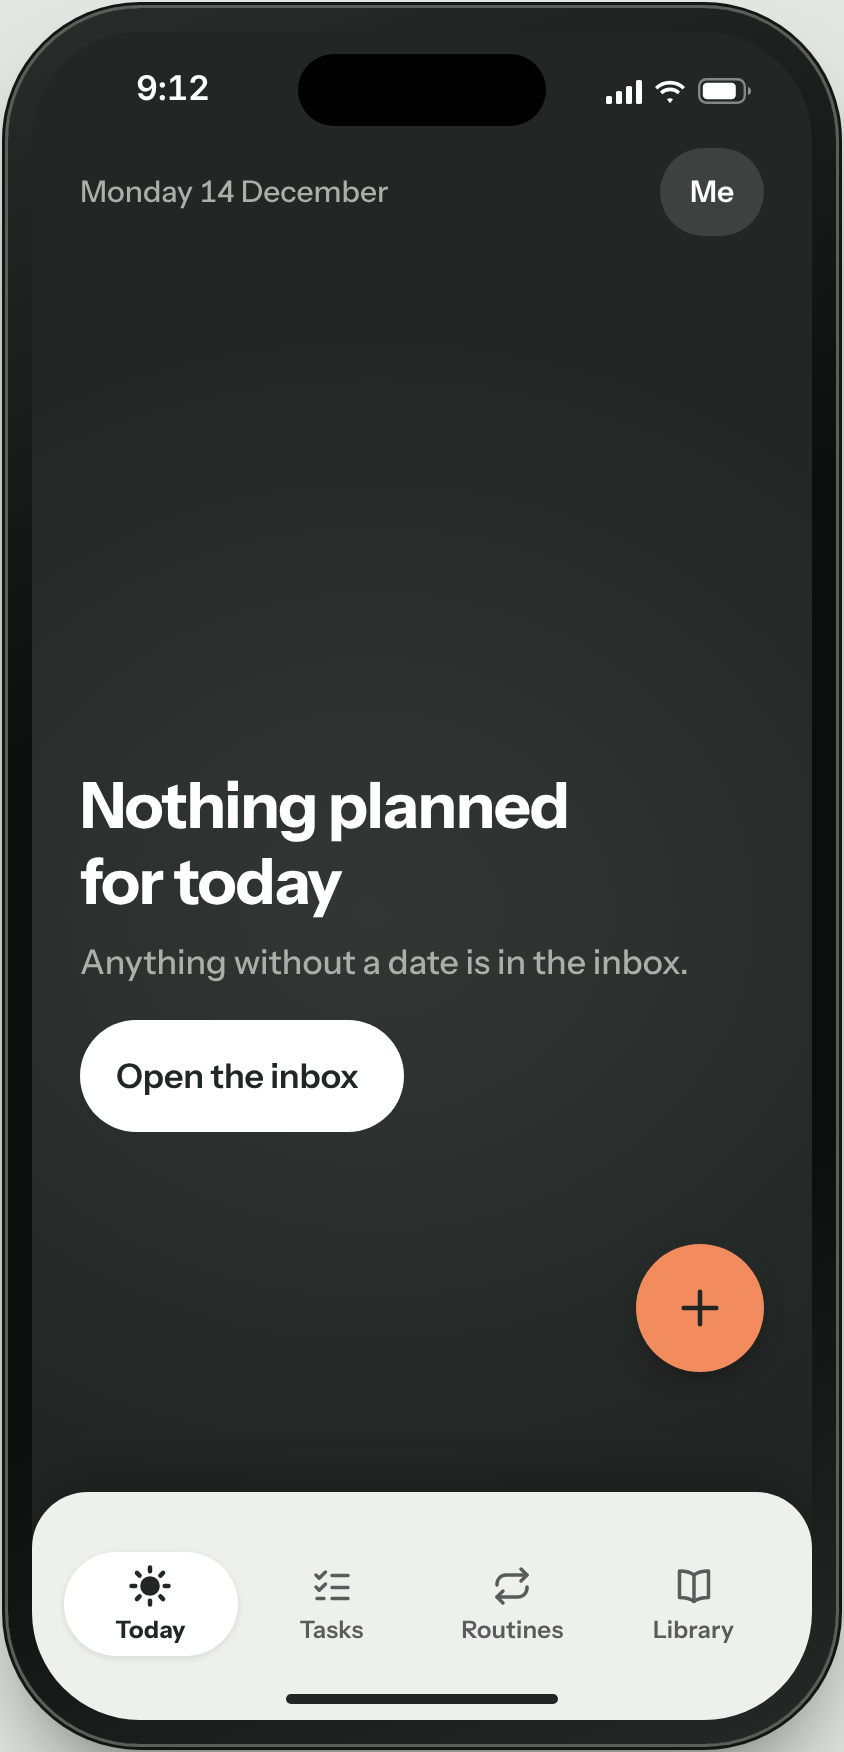 9:12
Monday 14 December
Me
Nothing planned
for today
Anything without a date is in the inbox.
Open the inbox
Today
Tasks
Routines
Library